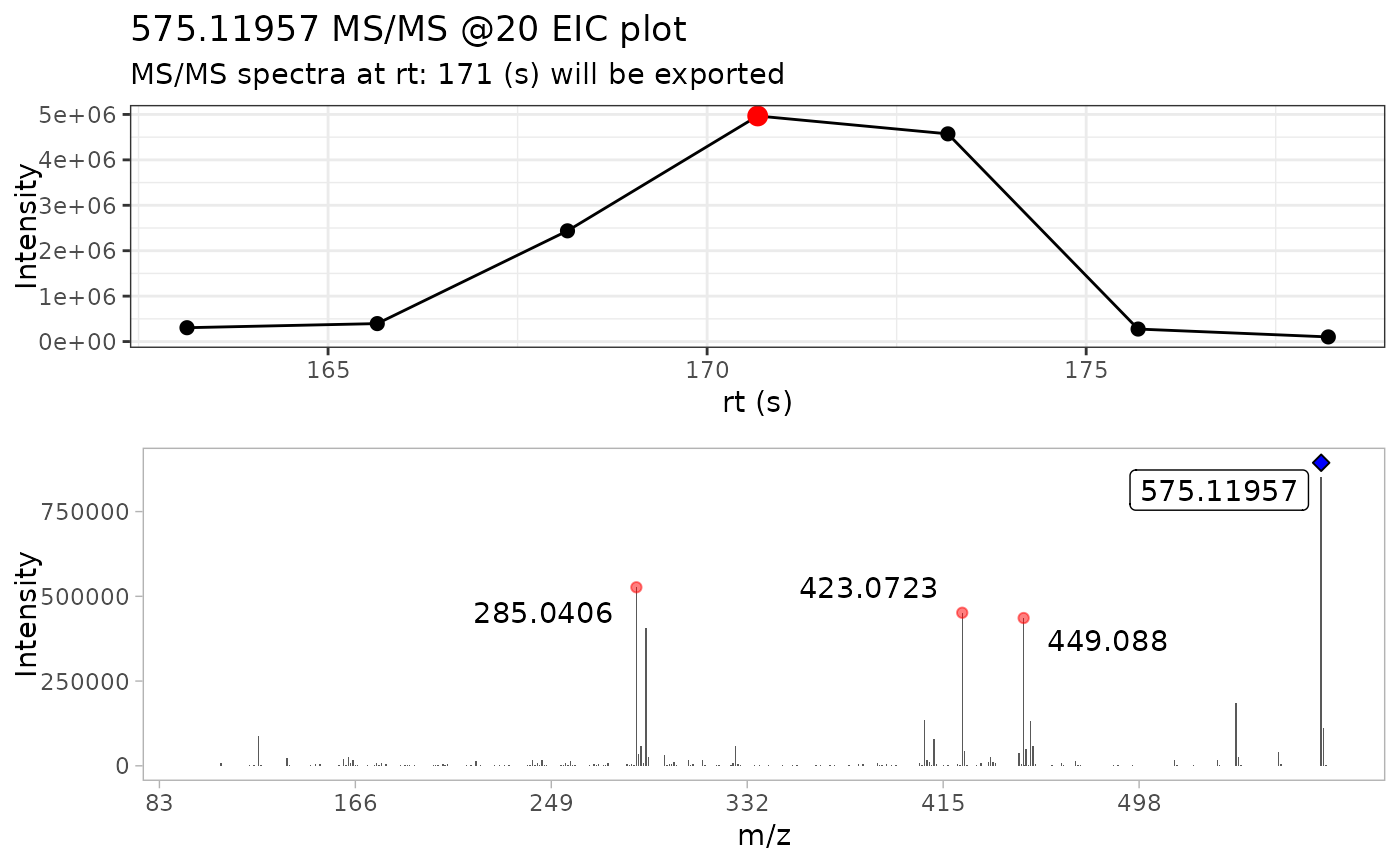 575.11957 MS/MS @20 EIC plot
MS/MS spectra at rt: 171 (s) will be exported
Intensity
5e+06
4e+06
3e+06
2e+06
1e+06
0e+00
165 170 175
rt (s)
Intensity
750000
500000
250000
0
575.11957
285.0406
423.0723
449.088
83 166 249 332 415 498
m/z